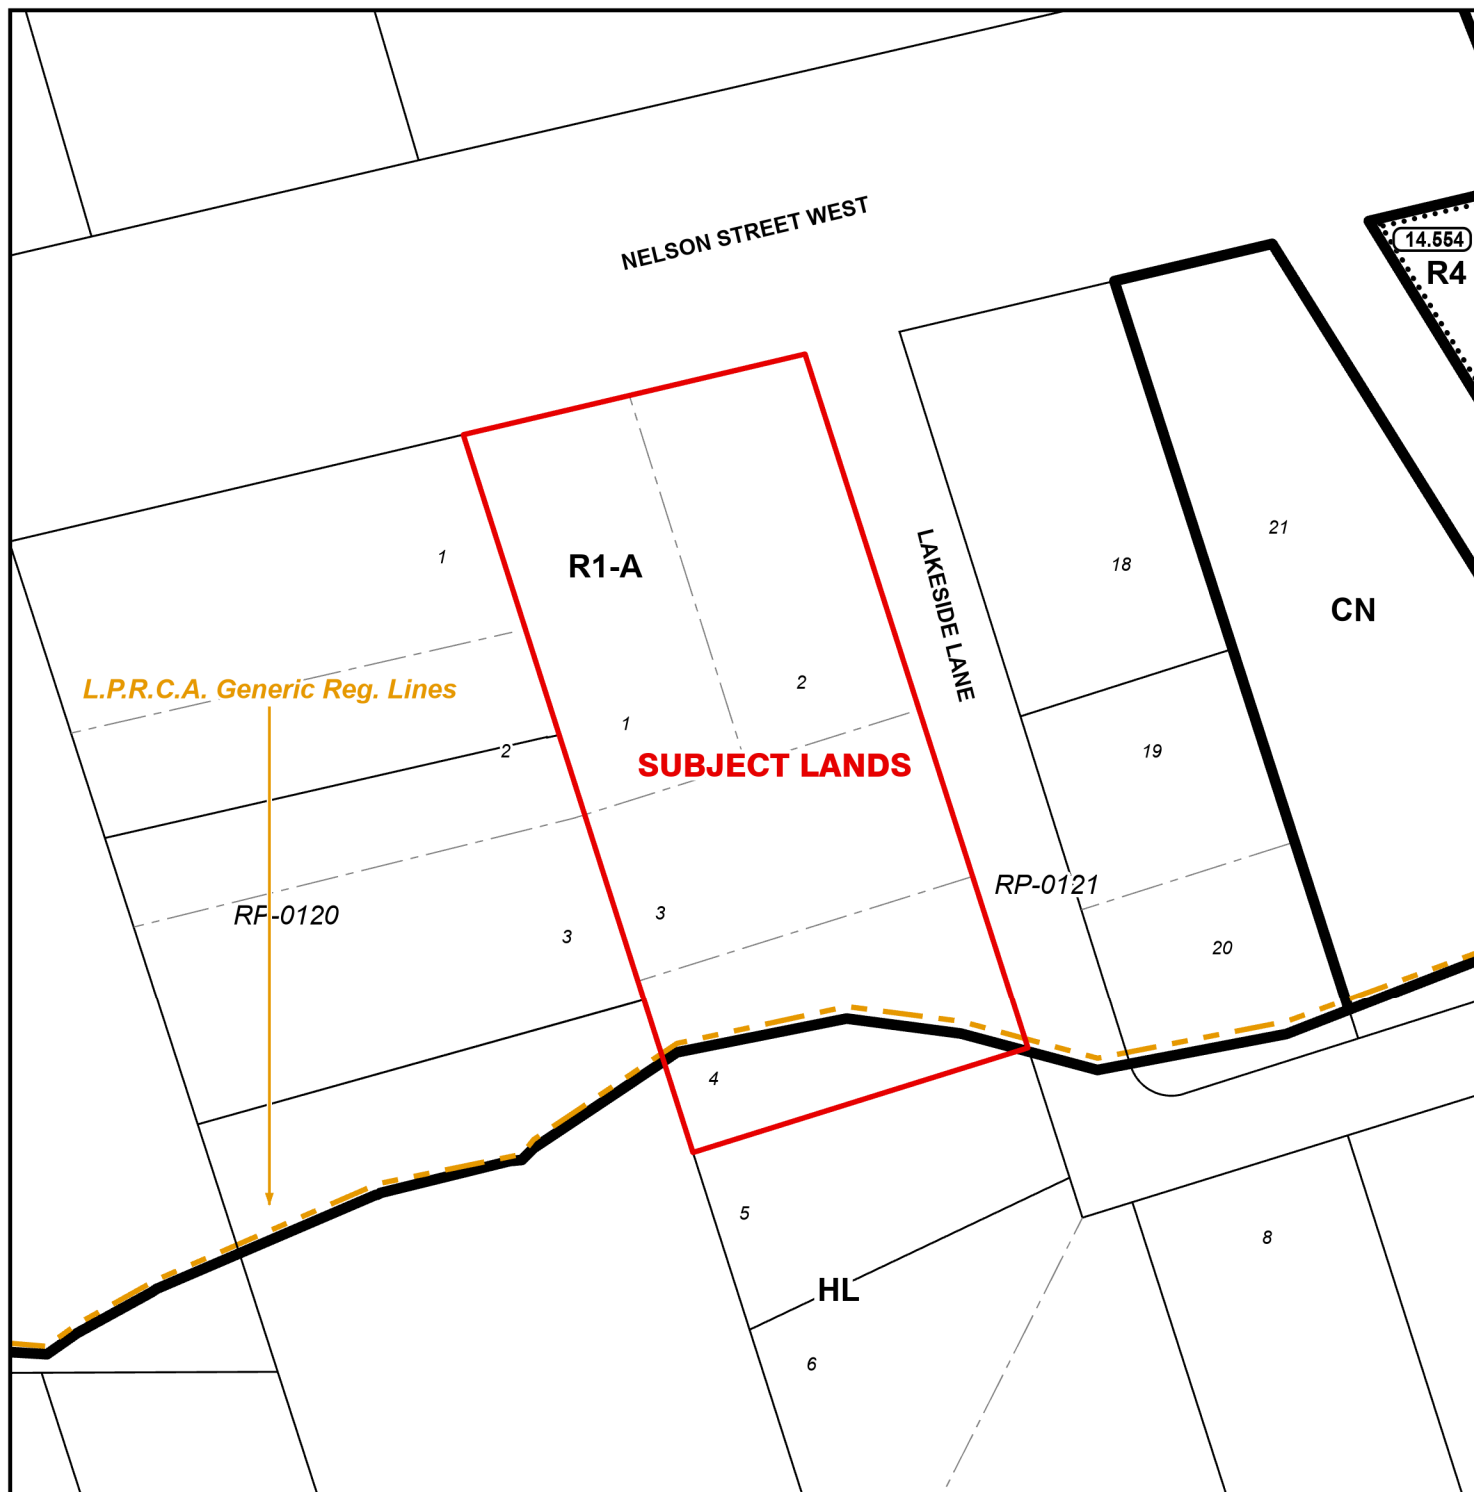 NELSON STREET WEST
14.554
R4
21
1
R1-A
18
LAKESIDE LANE
CN
2
L.P.R.C.A. Generic Reg. Lines
1
2
19
SUBJECT LANDS
RP-0121
3
RP-0120
3
20
4
5
8
HL
6